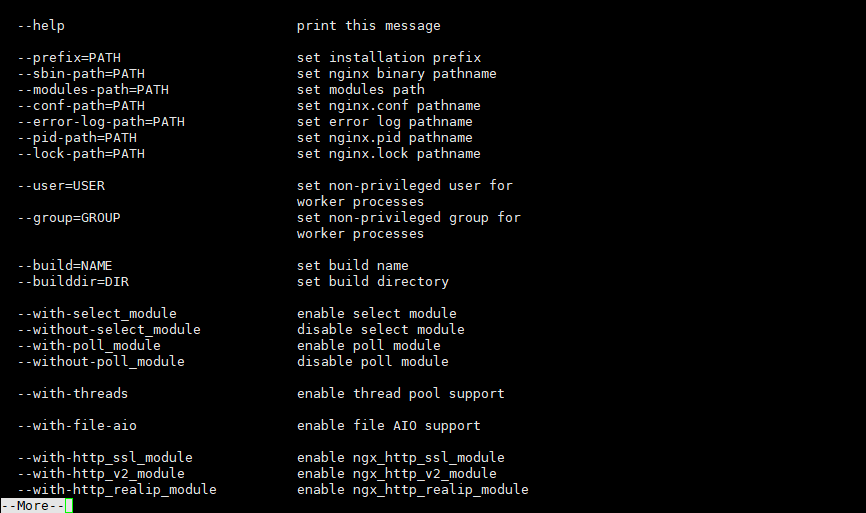 --help                             print this message
--prefix=PATH                      set installation prefix
--sbin-path=PATH                   set nginx binary pathname
--modules-path=PATH                set modules path
--conf-path=PATH                   set nginx.conf pathname
--error-log-path=PATH              set error log pathname
--pid-path=PATH                    set nginx.pid pathname
--lock-path=PATH                   set nginx.lock pathname
--user=USER                        set non-privileged user for
                                   worker processes
--group=GROUP                      set non-privileged group for
                                   worker processes
--build=NAME                       set build name
--builddir=DIR                     set build directory
--with-select_module               enable select module
--without-select_module            disable select module
--with-poll_module                 enable poll module
--without-poll_module              disable poll module
--with-threads                     enable thread pool support
--with-file-aio                    enable file AIO support
--with-http_ssl_module             enable ngx_http_ssl_module
--with-http_v2_module              enable ngx_http_v2_module
--with-http_realip_module          enable ngx_http_realip_module
--More--